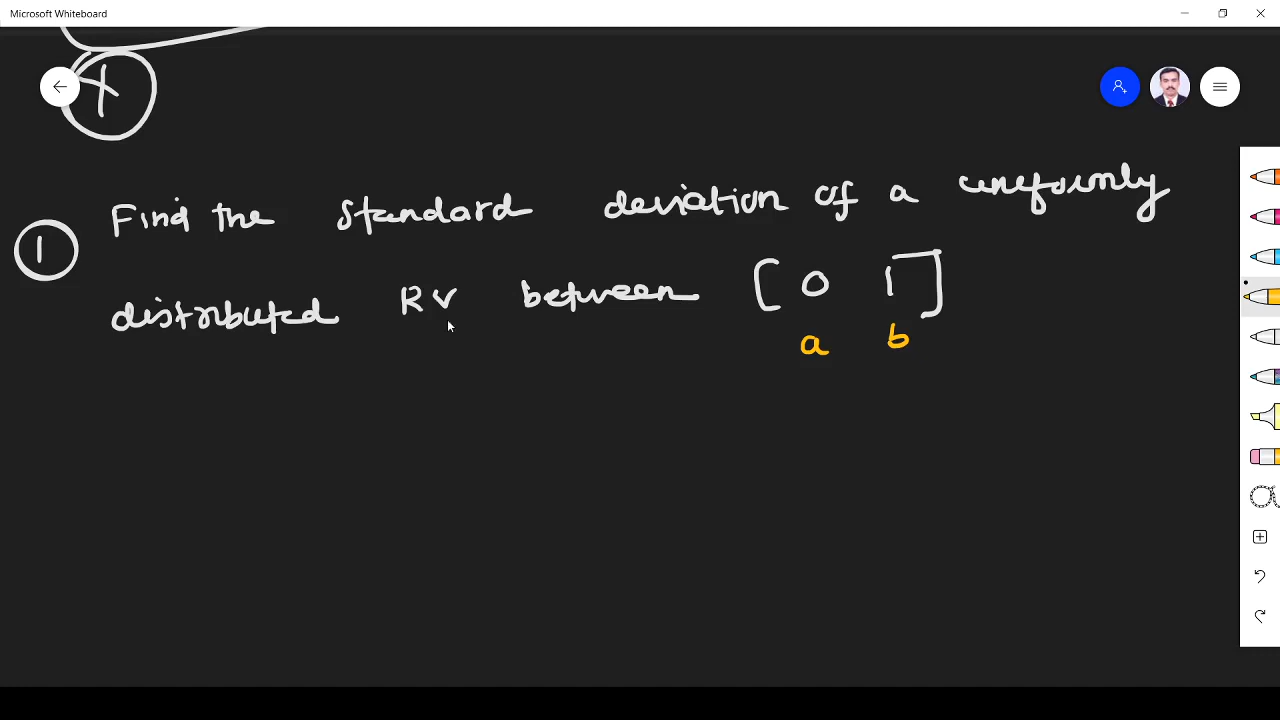 Microsoft Whiteboard
1 Find the standard deviation of a uniformly
distributed RV between [ 0 1 ]
a b